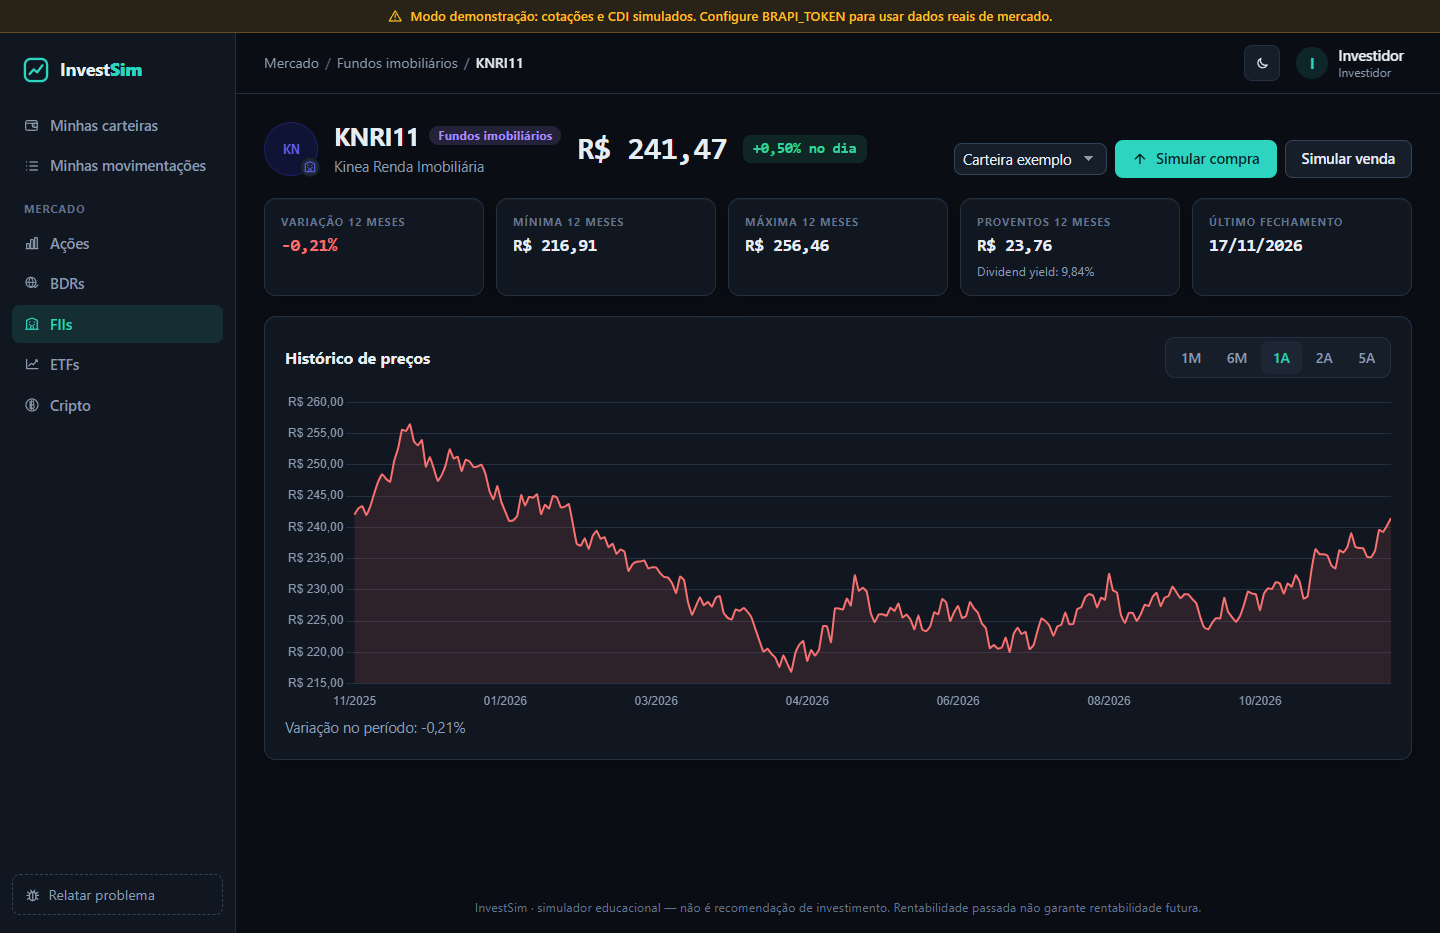 Modo demonstração: cotações e CDI simulados. Configure BRAPI_TOKEN para usar dados reais de mercado.
InvestSim
Minhas carteiras
Minhas movimentações
MERCADO
Ações
BDRs
FIIs
ETFs
Cripto
Relatar problema
Mercado / Fundos imobiliários / KNRI11
I
Investidor
Investidor
KN
KNRI11
Fundos imobiliários
Kinea Renda Imobiliária
R$ 241,47
+0,50% no dia
Carteira exemplo
Simular compra
Simular venda
VARIAÇÃO 12 MESES
-0,21%
MÍNIMA 12 MESES
R$ 216,91
MÁXIMA 12 MESES
R$ 256,46
PROVENTOS 12 MESES
R$ 23,76
Dividend yield: 9,84%
ÚLTIMO FECHAMENTO
17/11/2026
Histórico de preços
1M 6M 1A 2A 5A
R$ 260,00
R$ 255,00
R$ 250,00
R$ 245,00
R$ 240,00
R$ 235,00
R$ 230,00
R$ 225,00
R$ 220,00
R$ 215,00
11/2025 01/2026 03/2026 04/2026 06/2026 08/2026 10/2026
Variação no período: -0,21%
InvestSim · simulador educacional — não é recomendação de investimento. Rentabilidade passada não garante rentabilidade futura.